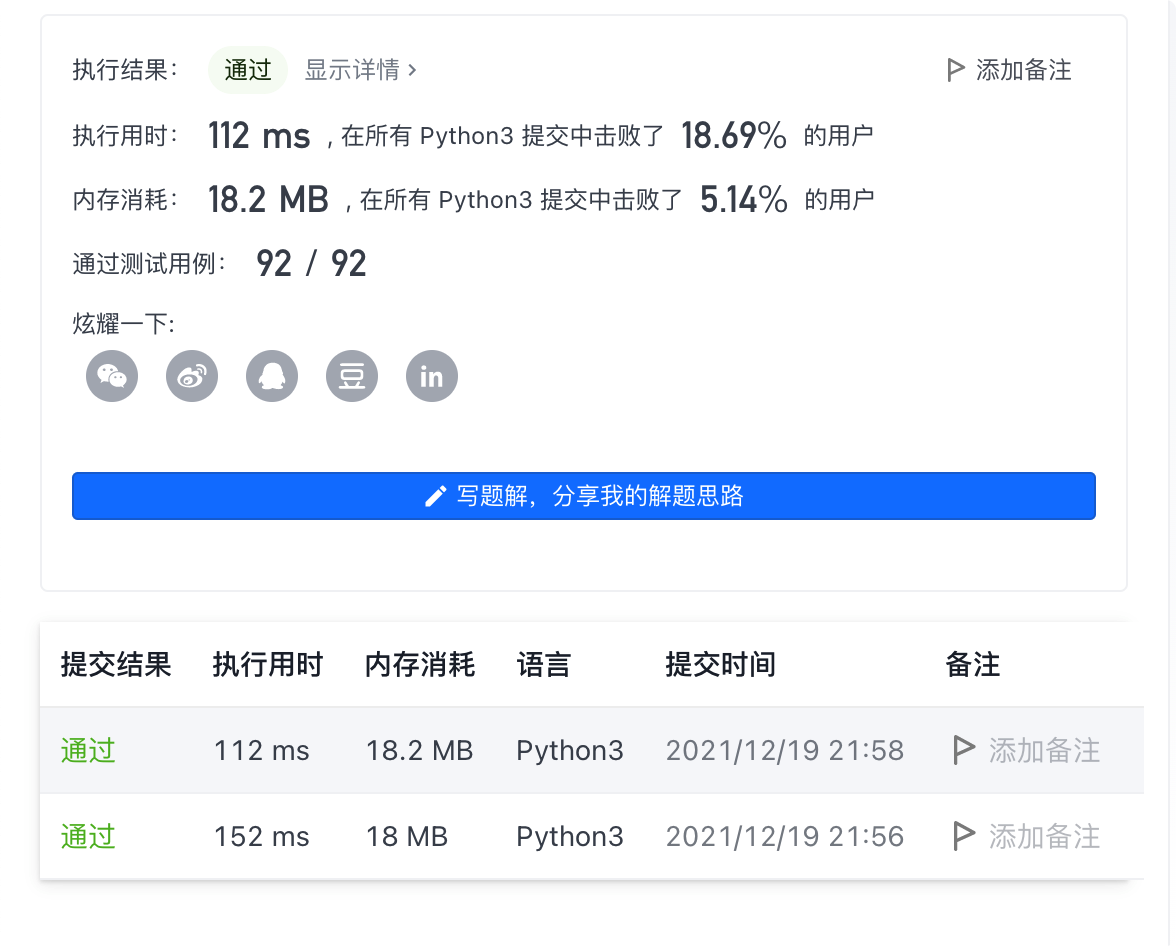 执行结果： 通过 显示详情 › 添加备注
执行用时： 112 ms , 在所有 Python3 提交中击败了 18.69% 的用户
内存消耗： 18.2 MB , 在所有 Python3 提交中击败了 5.14% 的用户
通过测试用例： 92 / 92
炫耀一下:
豆 in
写题解，分享我的解题思路
提交结果 执行用时 内存消耗 语言 提交时间 备注
通过 112 ms 18.2 MB Python3 2021/12/19 21:58 添加备注
通过 152 ms 18 MB Python3 2021/12/19 21:56 添加备注